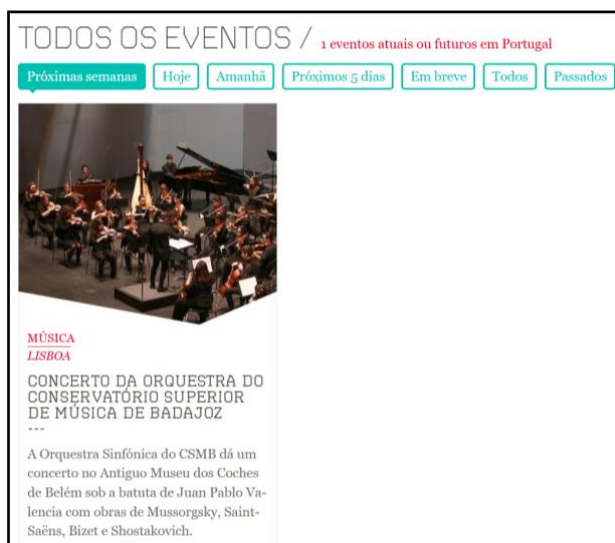 TODOS OS EVENTOS / 1 eventos atuais ou futuros em Portugal
Próximas semanas Hoje Amanhã Próximos 5 dias Em breve Todos Passados
MÚSICA
LISBOA
CONCERTO DA ORQUESTRA DO
CONSERVATÓRIO SUPERIOR
DE MÚSICA DE BADAJOZ
---
A Orquestra Sinfónica do CSMB dá um
concerto no Antiguo Museu dos Coches
de Belém sob a batuta de Juan Pablo Va-
lencia com obras de Mussorgsky, Saint-
Saëns, Bizet e Shostakovich.